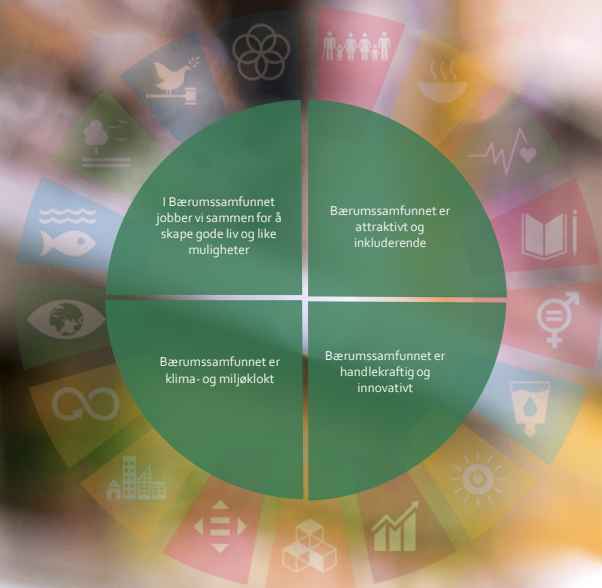 I Bærumssamfunnet
jobber vi sammen for å
skape gode liv og like
muligheter
Bærumssamfunnet er
attraktivt og
inkluderende
Bærumssamfunnet er
klima- og miljøklokt
Bærumssamfunnet er
handlekraftig og
innovativt